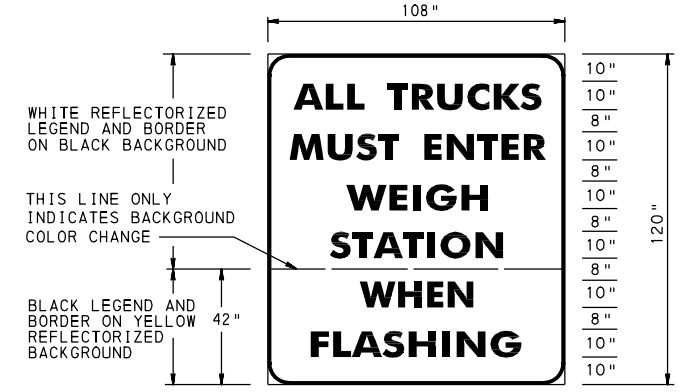 108"
ALL TRUCKS
MUST ENTER
WEIGH
STATION
WHEN
FLASHING
WHITE REFLECTORIZED
LEGEND AND BORDER
ON BLACK BACKGROUND
THIS LINE ONLY
INDICATES BACKGROUND
COLOR CHANGE
BLACK LEGEND AND
BORDER ON YELLOW
REFLECTORIZED
BACKGROUND
42"
10"
10"
8"
10"
8"
10"
8"
10"
8"
10"
8"
10"
10"
120"